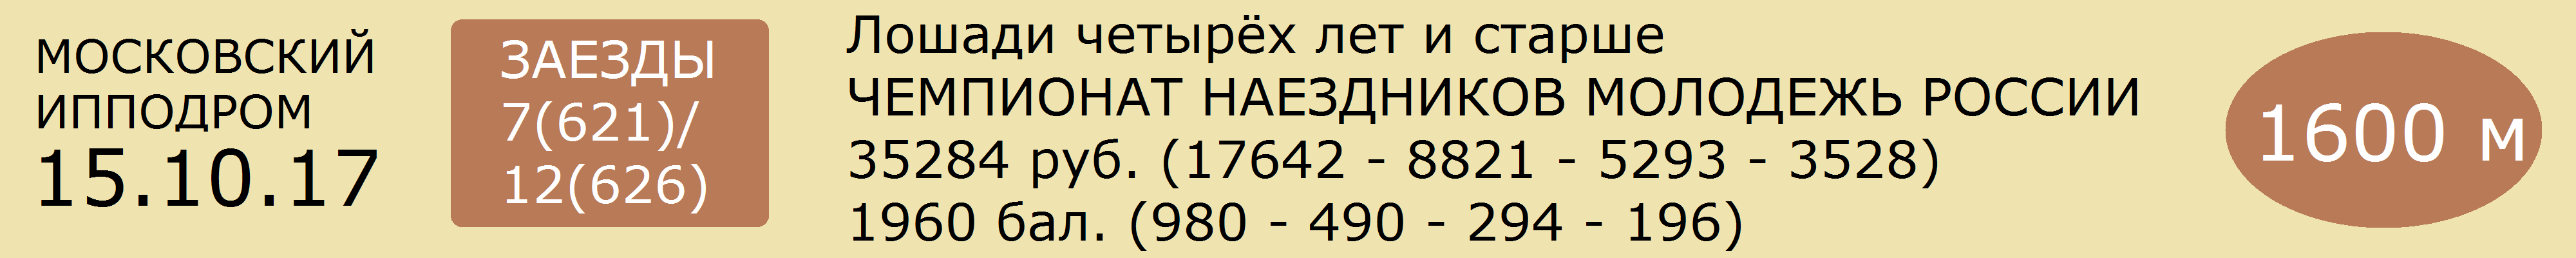 МОСКОВСКИЙ
ИППОДРОМ
15.10.17
ЗАЕЗДЫ
7(621)/
12(626)
Лошади четырёх лет и старше
ЧЕМПИОНАТ НАЕЗДНИКОВ МОЛОДЕЖЬ РОССИИ
35284 руб. (17642 - 8821 - 5293 - 3528)
1960 бал. (980 - 490 - 294 - 196)
1600 м